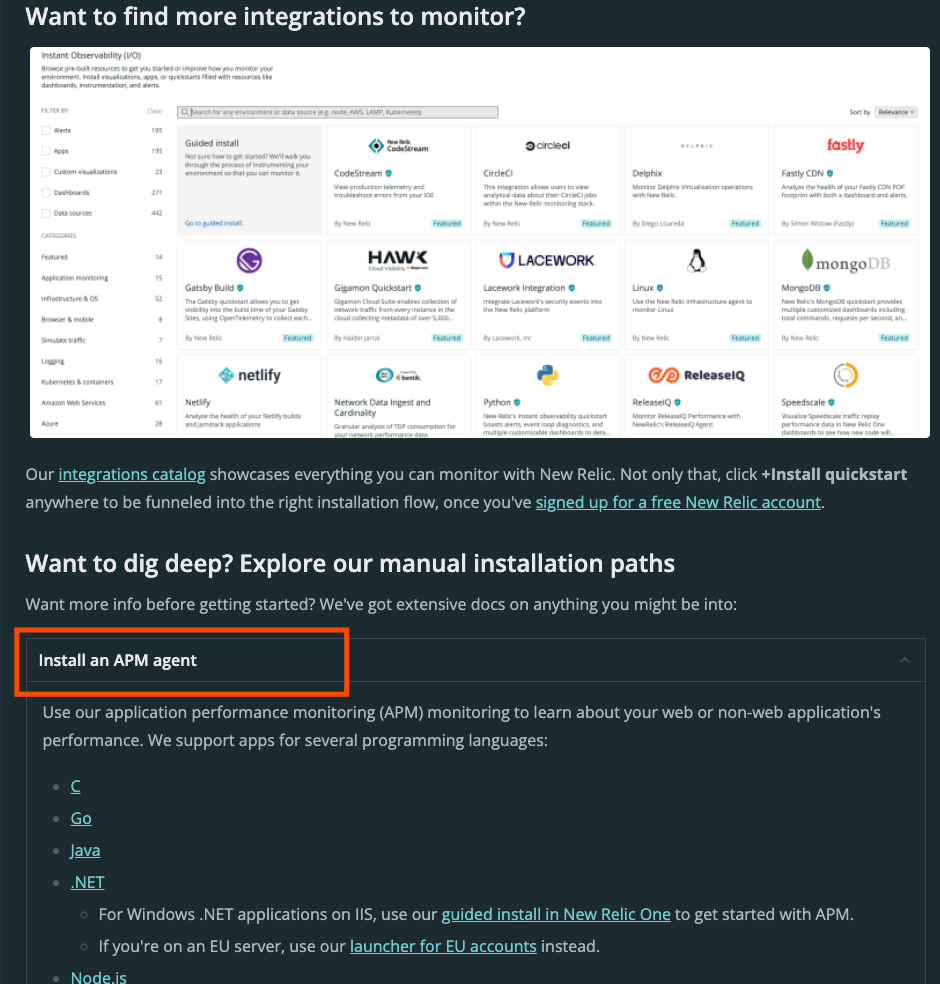 Want to find more integrations to monitor?
Instant Observability (I/O)
Browse pre-built resources to get you started or improve how you monitor your
environment. Install visualizations, apps, or quickstarts filled with resources like
dashboards, instrumentation, and alerts.
FILTER BY
Clear
Search for any environment or data source (e.g. node, AWS, LAMP, Kubernetes)
Sort by
Relevance
Alerts 195
Apps 195
Custom visualizations 23
Dashboards 271
Data sources 442
CATEGORIES
Featured 14
Application monitoring 15
Infrastructure & OS 52
Browser & mobile 8
Simulate traffic 7
Logging 16
Kubernetes & containers 17
Amazon Web Services 61
Azure 28
Guided install
Not sure how to get started? We'll walk you
through the process of instrumenting your
environment so that you can monitor it.
Go to guided install
New Relic
CodeStream
CodeStream
View production telemetry and
troubleshoot errors from your IDE
By New Relic
Featured
circleci
CircleCI
This integration allows users to view
analytical data about their CircleCI jobs
within the New Relic monitoring stack.
By New Relic
Featured
DELPHIX
Delphix
Monitor Delphix Virtualization operations
with New Relic.
By Diego Loureda
Featured
fastly
Fastly CDN
Analyze the health of your Fastly CDN POP
footprint with both a dashboard and alerts.
By Simon Wistow (Fastly)
Featured
Gatsby Build
The Gatsby quickstart allows you to get
visibility into the build time of your Gatsby
Sites, using OpenTelemetry to collect each...
By New Relic
Featured
HAWK
Cloud Visibility by Gigamon
Gigamon Quickstart
Gigamon Cloud Suite enables collection of
network traffic from every instance in the
cloud collecting metadata of over 5,000...
By Haider Jarral
Featured
LACEWORK
Lacework Integration
Integrate Lacework's security events into
the New Relic platform
By Lacework, Inc
Featured
Linux
Use the New Relic Infrastructure agent to
monitor Linux
By New Relic
Featured
mongoDB
MongoDB
New Relic's MongoDB quickstart provides
multiple customized dashboards including
total commands, requests per second, an...
By New Relic
Featured
netlify
Netlify
Analyze the health of your Netlify builds
and Jamstack applications
kentik
Network Data Ingest and
Cardinality
Granular analysis of TDP consumption for
your network performance data.
Python
New Relic's instant observability quickstart
boasts alerts, event loop diagnostics, and
multiple customizable dashboards to dete...
ReleaseIQ
ReleaseIQ
Monitor ReleaseIQ Performance with
NewRelic's ReleaseIQ Agent.
Speedscale
Visualize Speedscale traffic replay
performance data in New Relic One
dashboards to see how new code will...
Our integrations catalog showcases everything you can monitor with New Relic. Not only that, click +Install quickstart
anywhere to be funneled into the right installation flow, once you've signed up for a free New Relic account.
Want to dig deep? Explore our manual installation paths
Want more info before getting started? We've got extensive docs on anything you might be into:
Install an APM agent
Use our application performance monitoring (APM) monitoring to learn about your web or non-web application's
performance. We support apps for several programming languages:
C
Go
Java
.NET
For Windows .NET applications on IIS, use our guided install in New Relic One to get started with APM.
If you're on an EU server, use our launcher for EU accounts instead.
Node.js